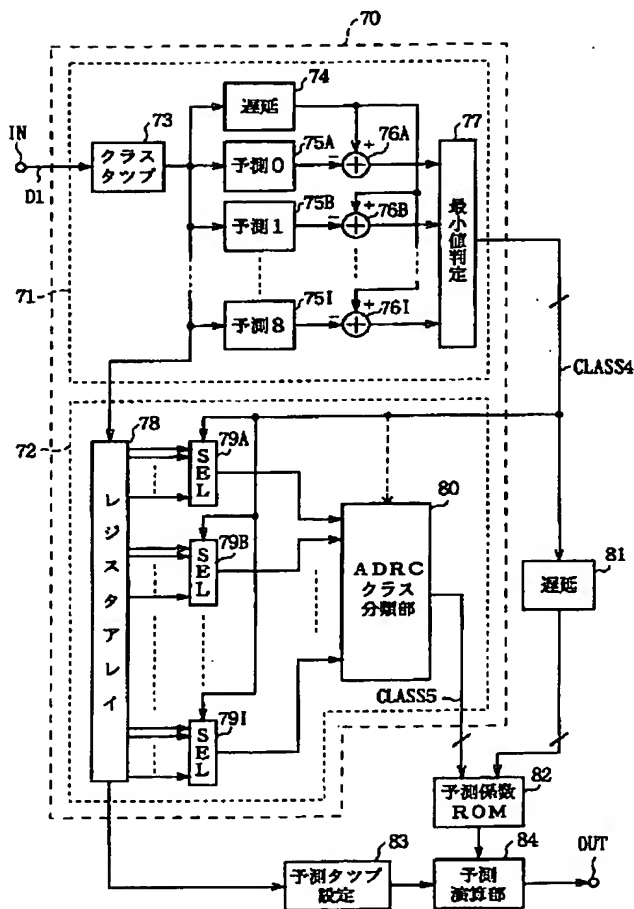 70
74
遅延
IN
73
クラス
タツプ
D1
75A
予測0
+
−
76A
77
最小値判定
75B
予測1
+
−
76B
75I
予測8
+
−
76I
71
CLASS4
72
78
レジスタアレイ
79A
SEL
79B
SEL
79I
SEL
80
ADRC
クラス
分類部
81
遅延
CLASS5
82
予測係数
ROM
83
予測タツプ
設定
84
予測
演算部
OUT